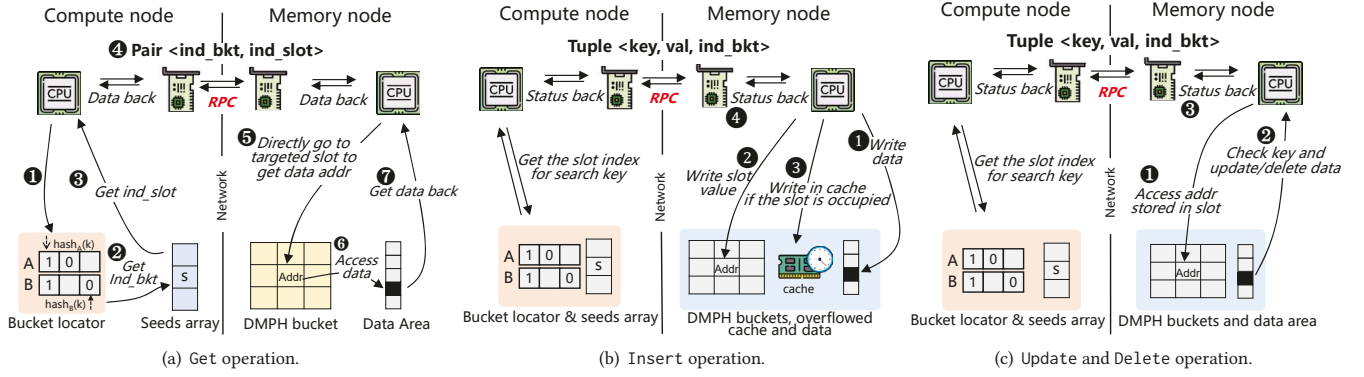 Compute node
Memory node
❹ Pair <ind_bkt, ind_slot>
CPU
Data back
RPC
Data back
CPU
❶
❸
Get ind_slot
❺
Directly go to
targeted slot to
get data addr
❼
Get data back
Network
hash_A(k)
A 1 0
B 1 0
hash_B(k)
❷
Get
Ind_bkt
S
Addr
❻
Access
data
Bucket locator
Seeds array
DMPH bucket
Data Area
(a) Get operation.
Compute node
Memory node
Tuple <key, val, ind_bkt>
CPU
Status back
RPC
Status back
CPU
❹
Get the slot index
for search key
Network
❷
Write slot
value
❸
Write in cache
if the slot is occupied
❶
Write
data
A 1 0
B 1 0
S
Addr
cache
Bucket locator & seeds array
DMPH buckets, overflowed
cache and data
(b) Insert operation.
Compute node
Memory node
Tuple <key, val, ind_bkt>
CPU
Status back
RPC
Status back
CPU
❸
Get the slot index
for search key
Network
❶
Access addr
stored in slot
❷
Check key and
update/delete data
A 1 0
B 1 0
S
Addr
Bucket locator & seeds array
DMPH buckets and data area
(c) Update and Delete operation.